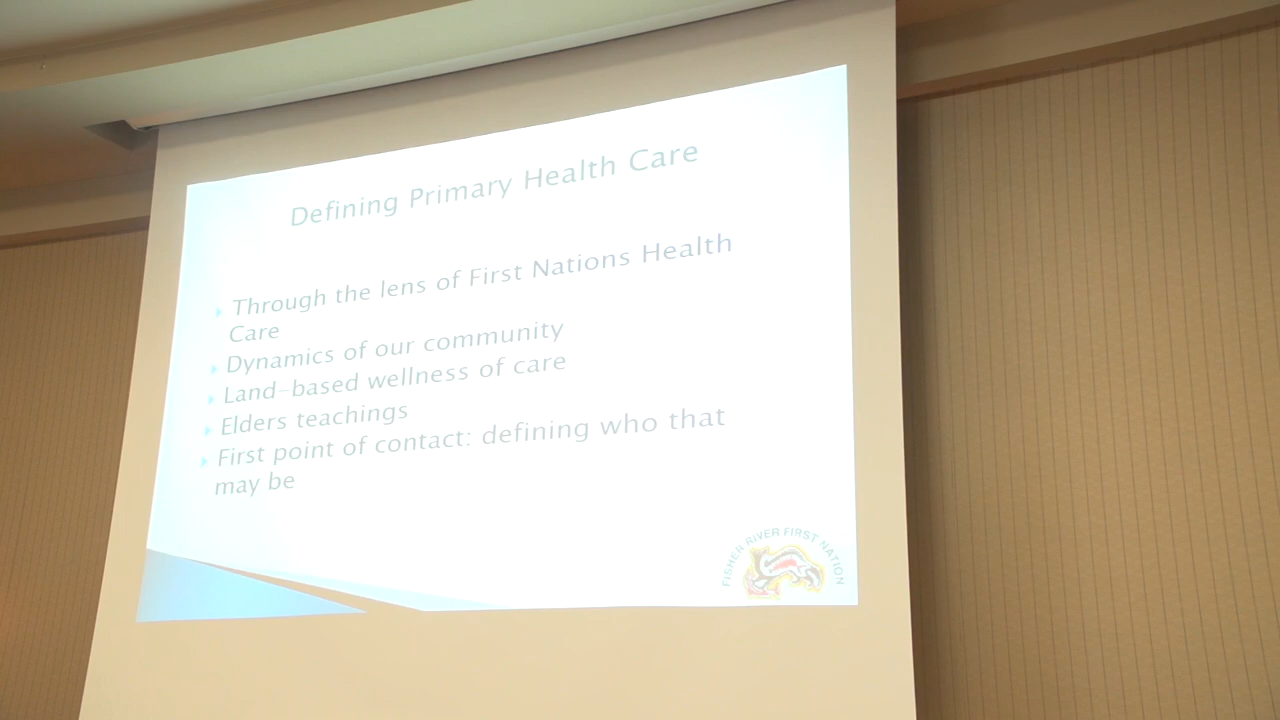 Defining Primary Health Care
Through the lens of First Nations Health
Care
Dynamics of our community
Land-based wellness of care
Elders teachings
First point of contact: defining who that
may be
FISHER RIVER FIRST NATION